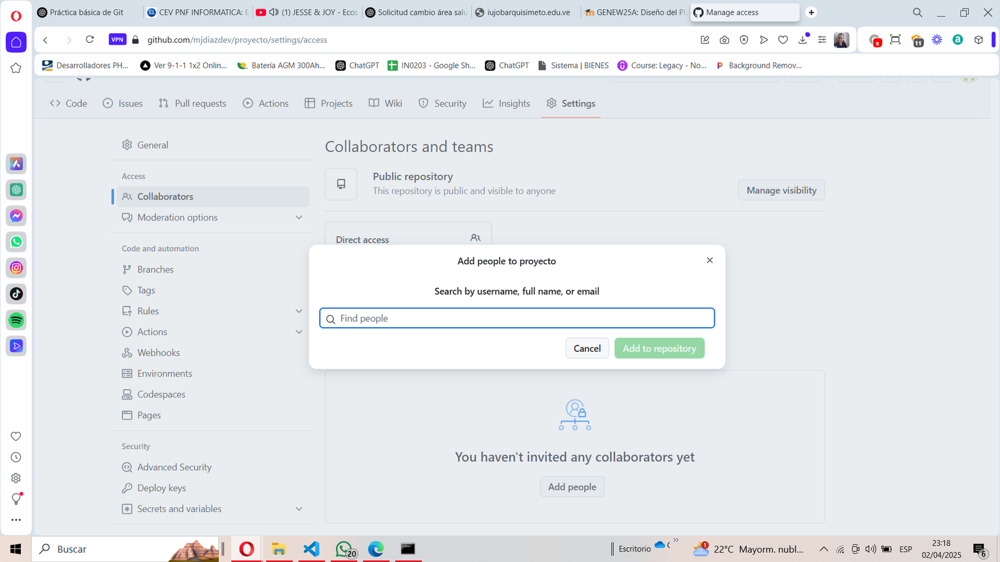 Práctica básica de Git
CEV PNF INFORMATICA: E
(1) JESSE & JOY - Ecos
Solicitud cambio área salu
iujobarquisimeto.edu.ve
GENEW25A: Diseño del Pl
Manage access
VPN
github.com/mjdiazdev/proyecto/settings/access
x
11
a
Desarrolladores PH...
Ver 9-1-1 1x2 Onlin...
Batería AGM 300Ah...
ChatGPT
IN0203 - Google Sh...
ChatGPT
Sistema | BIENES
Course: Legacy - No...
Background Remov...
Code
Issues
Pull requests
Actions
Projects
Wiki
Security
Insights
Settings
General
Access
Collaborators
Moderation options
Code and automation
Branches
Tags
Rules
Actions
Webhooks
Environments
Codespaces
Pages
Security
Advanced Security
Deploy keys
Secrets and variables
Collaborators and teams
Public repository
This repository is public and visible to anyone
Manage visibility
Direct access
Add people to proyecto
Search by username, full name, or email
Find people
Cancel
Add to repository
You haven't invited any collaborators yet
Add people
Buscar
20
Escritorio
1
22°C Mayorm. nubl...
ESP
23:18
02/04/2025
6